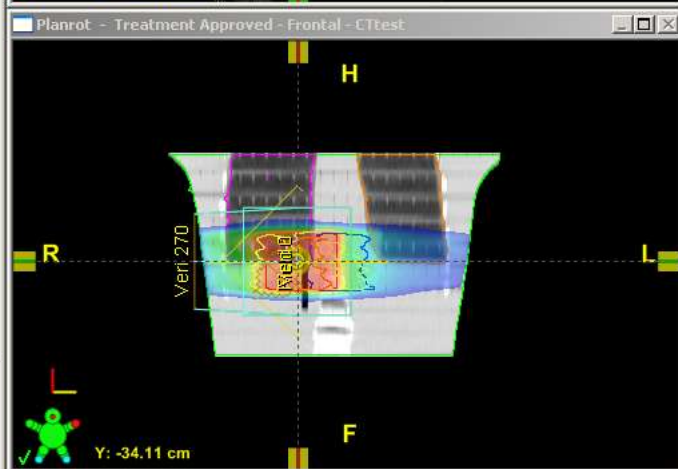 Planrot - Treatment Approved - Frontal - CTtest
H
R
L
Veri 270
F
Y: -34.11 cm